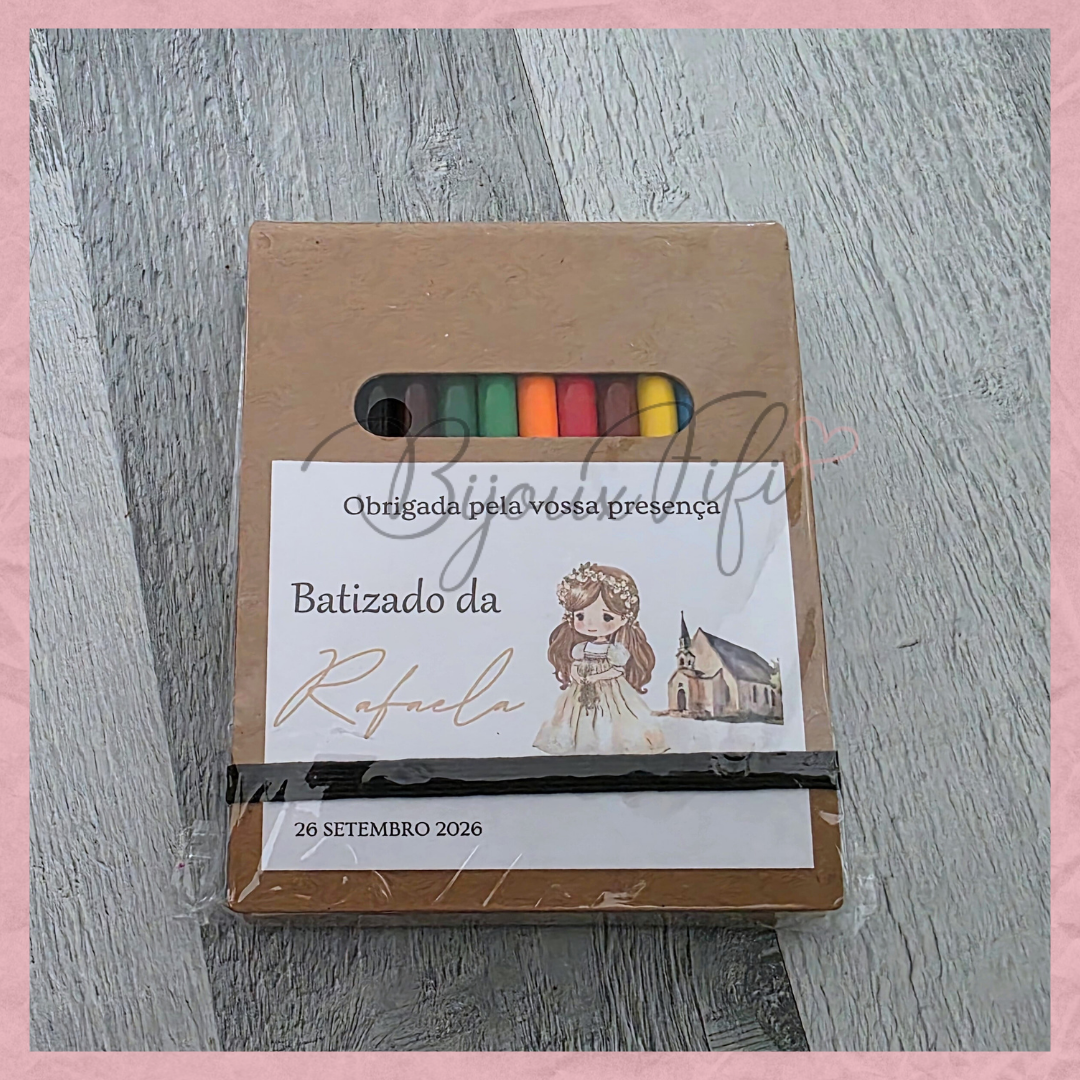 Bijoux Fifi
Obrigada pela vossa presença
Batizado da
Rafaela
26 SETEMBRO 2026